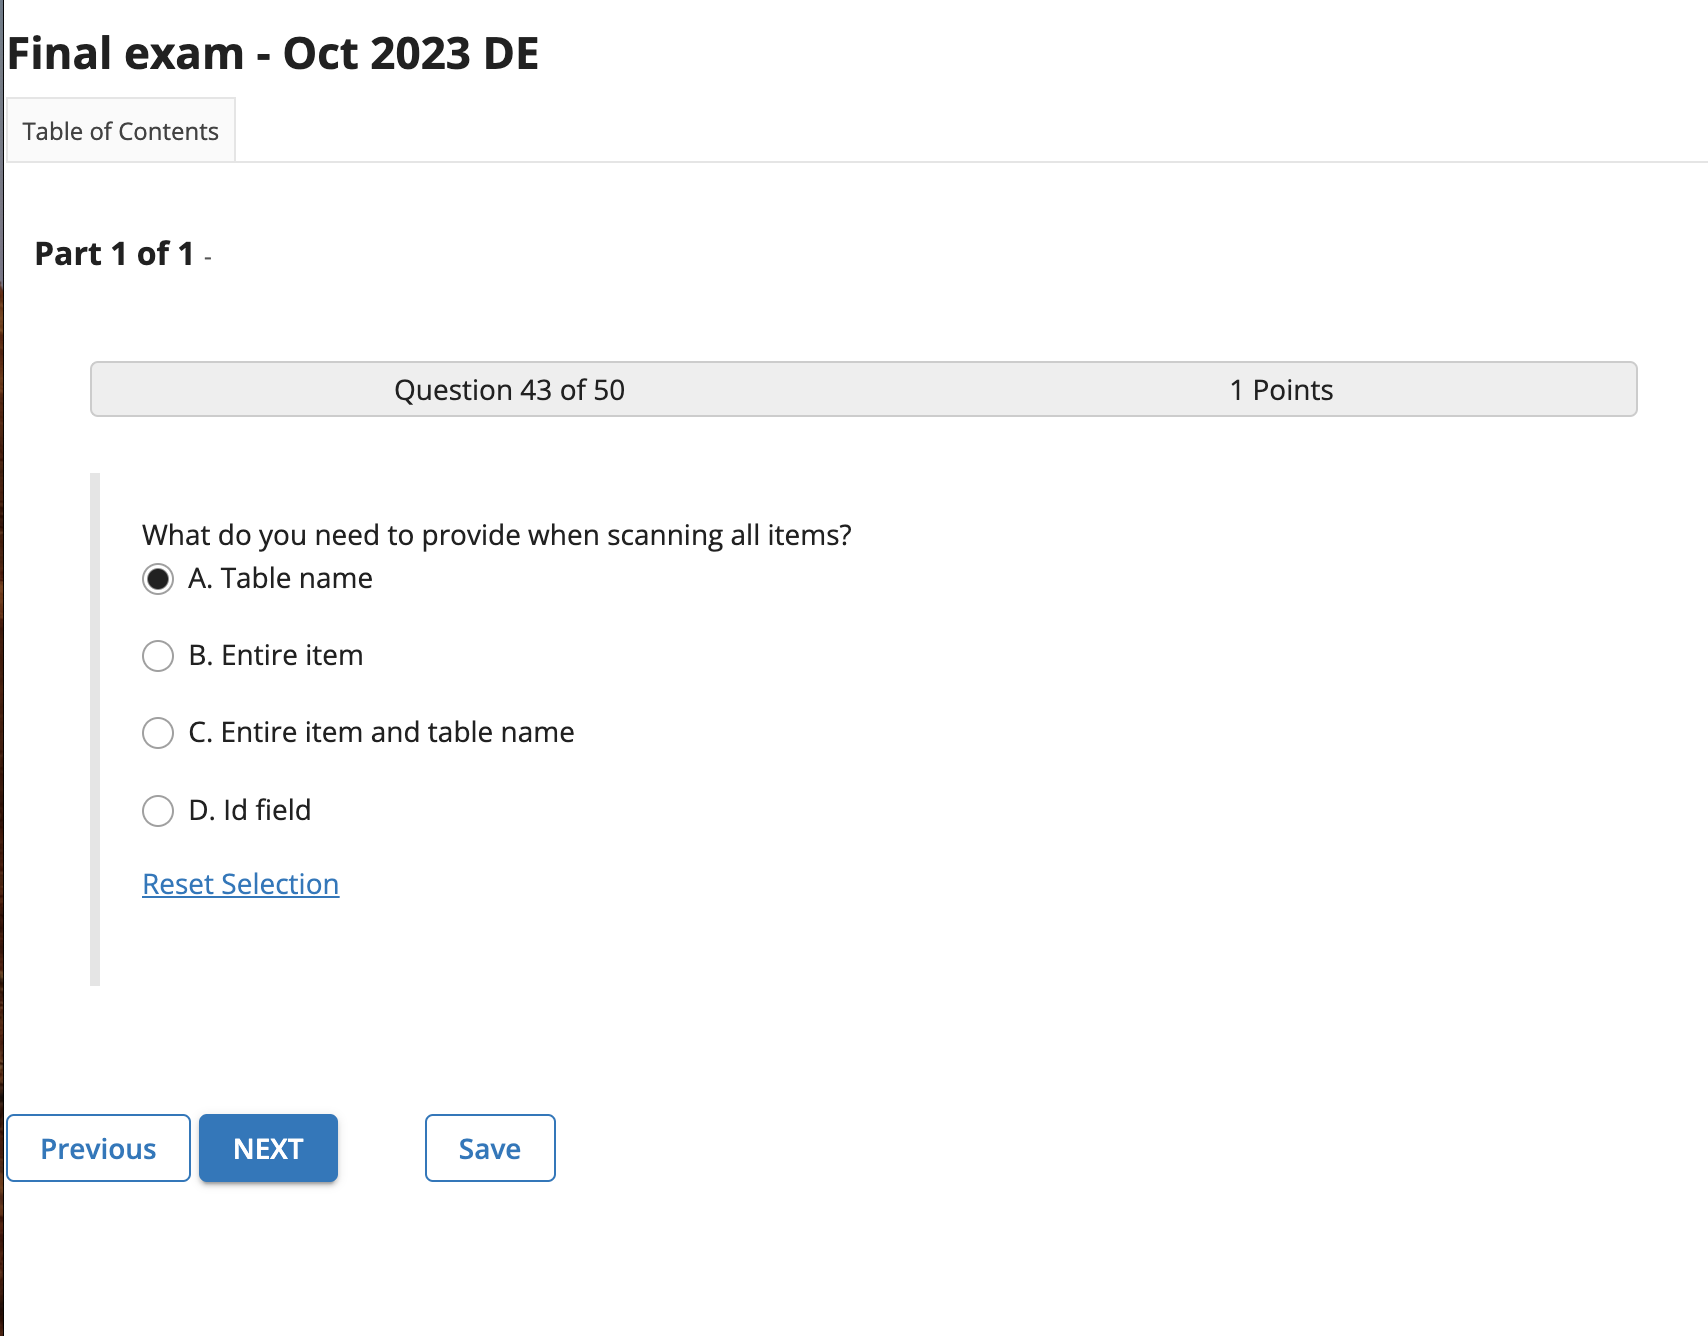 Final exam - Oct 2023 DE
Table of Contents
Part 1 of 1 -
Question 43 of 50 1 Points
What do you need to provide when scanning all items?
A. Table name
B. Entire item
C. Entire item and table name
D. Id field
Reset Selection
Previous NEXT Save